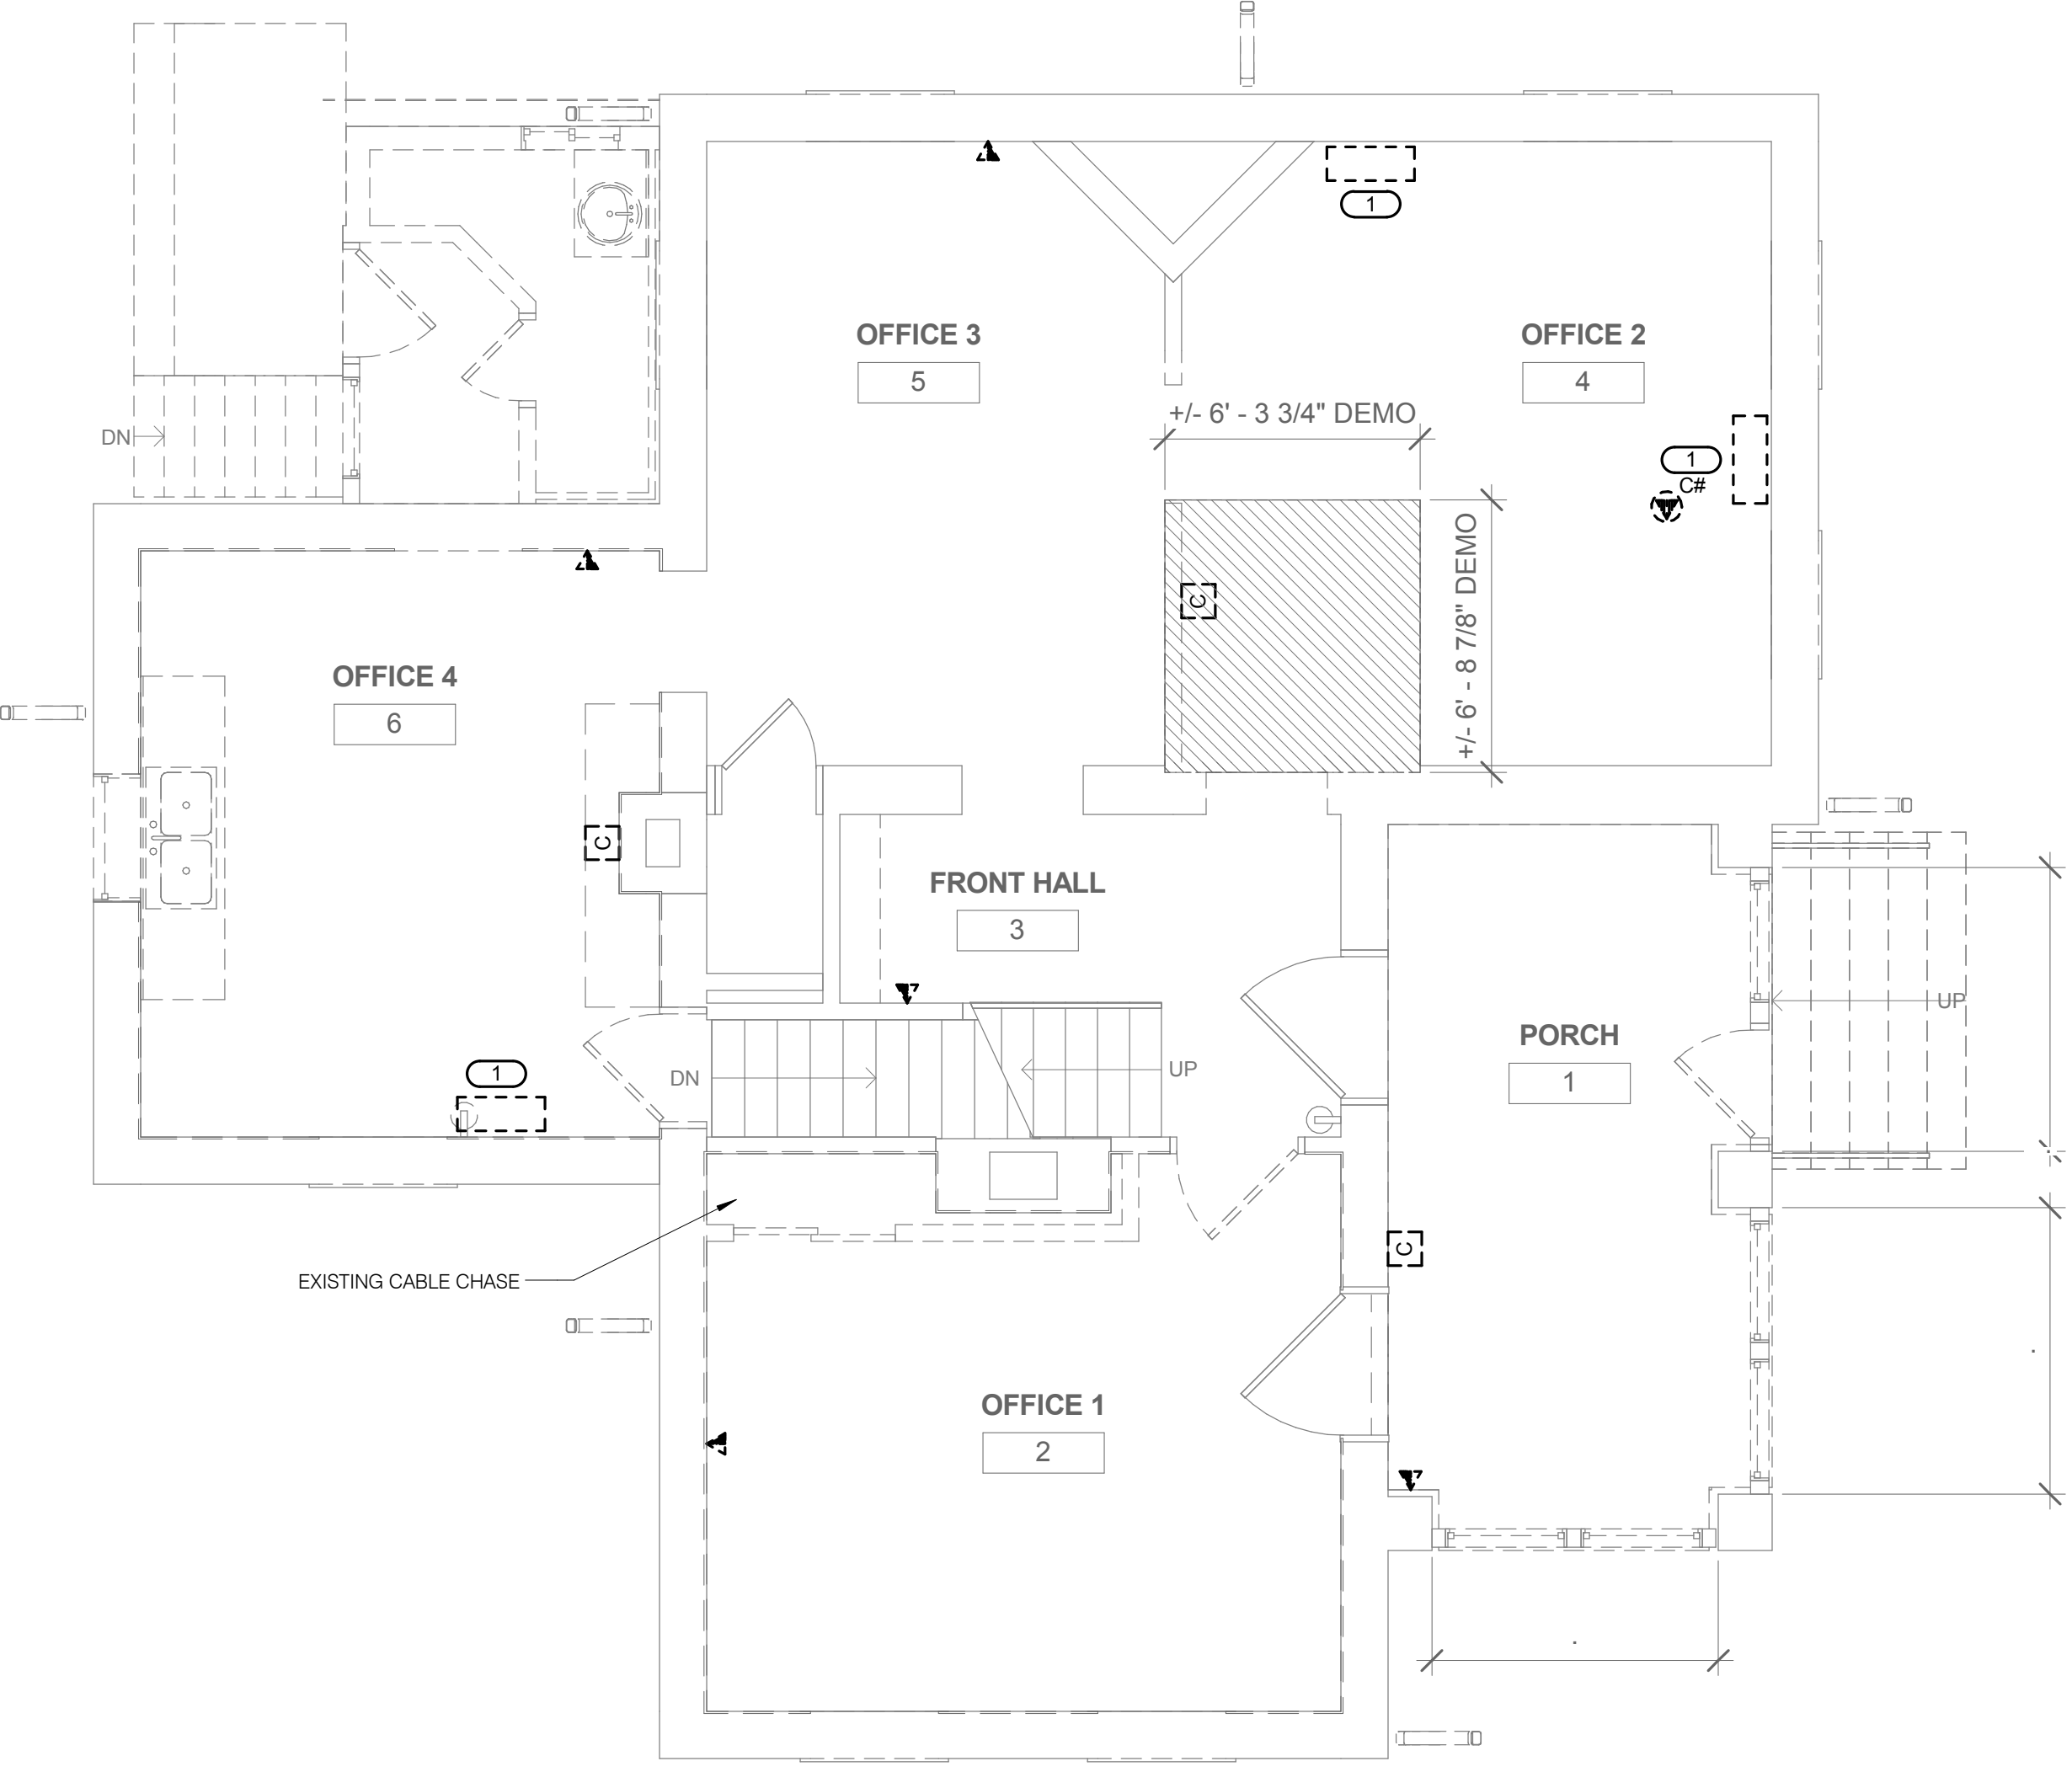 1
OFFICE 3
5
OFFICE 2
4
+/- 6' - 3 3/4" DEMO
DN
1
C#
+/- 6' - 8 7/8" DEMO
C
OFFICE 4
6
C
FRONT HALL
3
UP
PORCH
1
1
DN
UP
EXISTING CABLE CHASE
C
OFFICE 1
2